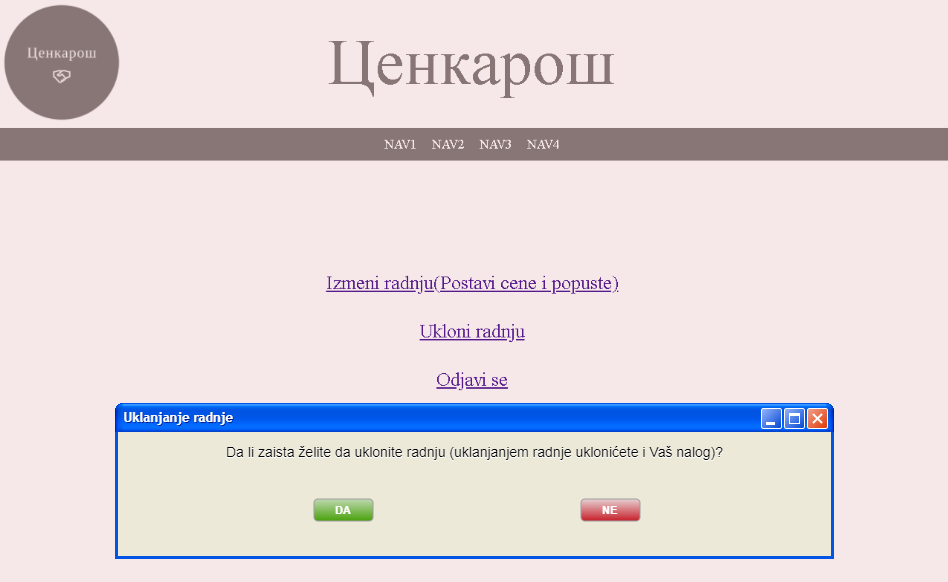 Ценкарош
Ценкарош
NAV1 NAV2 NAV3 NAV4
Izmeni radnju(Postavi cene i popuste)
Ukloni radnju
Odjavi se
Uklanjanje radnje
Da li zaista želite da uklonite radnju (uklanjanjem radnje uklonićete i Vaš nalog)?
DA NE